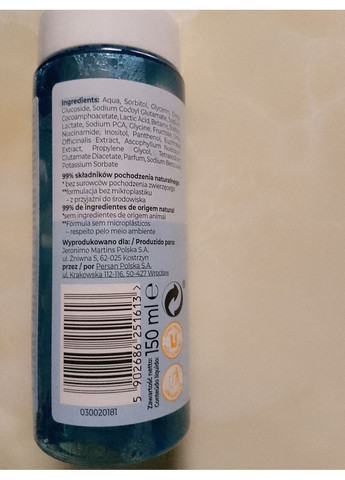 Ingredients: Aqua, Sorbitol, Glycerin,
Glucoside, Sodium Cocoyl Glutamate,
Cocoamphoacetate, Lactic Acid, Betaine,
Lactate, Sodium PCA, Glycine, Fructose,
Niacinamide, Inositol, Panthenol,
Officinalis Extract, Ascophyllum
Extract, Propylene Glycol,
Glutamate Diacetate, Parfum, Sodium
Potassium Sorbate
99% składników pochodzenia naturalnego
*bez surowców pochodzenia zwierzęcego
**formulacja bez mikroplastiku
- z przyjaźni do środowiska
99% de ingredientes de origem natural
*sem ingredientes de origem animal
**Fórmula sem microplásticos
- respeito pelo meio ambiente
Wyprodukowano dla: / Produzido para:
Jeronimo Martins Polska S.A.
ul. Żniwna 5, 62-025 Kostrzyn
przez / por Persan Polska S.A.
ul. Krakowska 112-116, 50-427 Wrocław
5 902686 251613 >
Zawartość netto:
Conteúdo líquido:
150 ml e
030020181